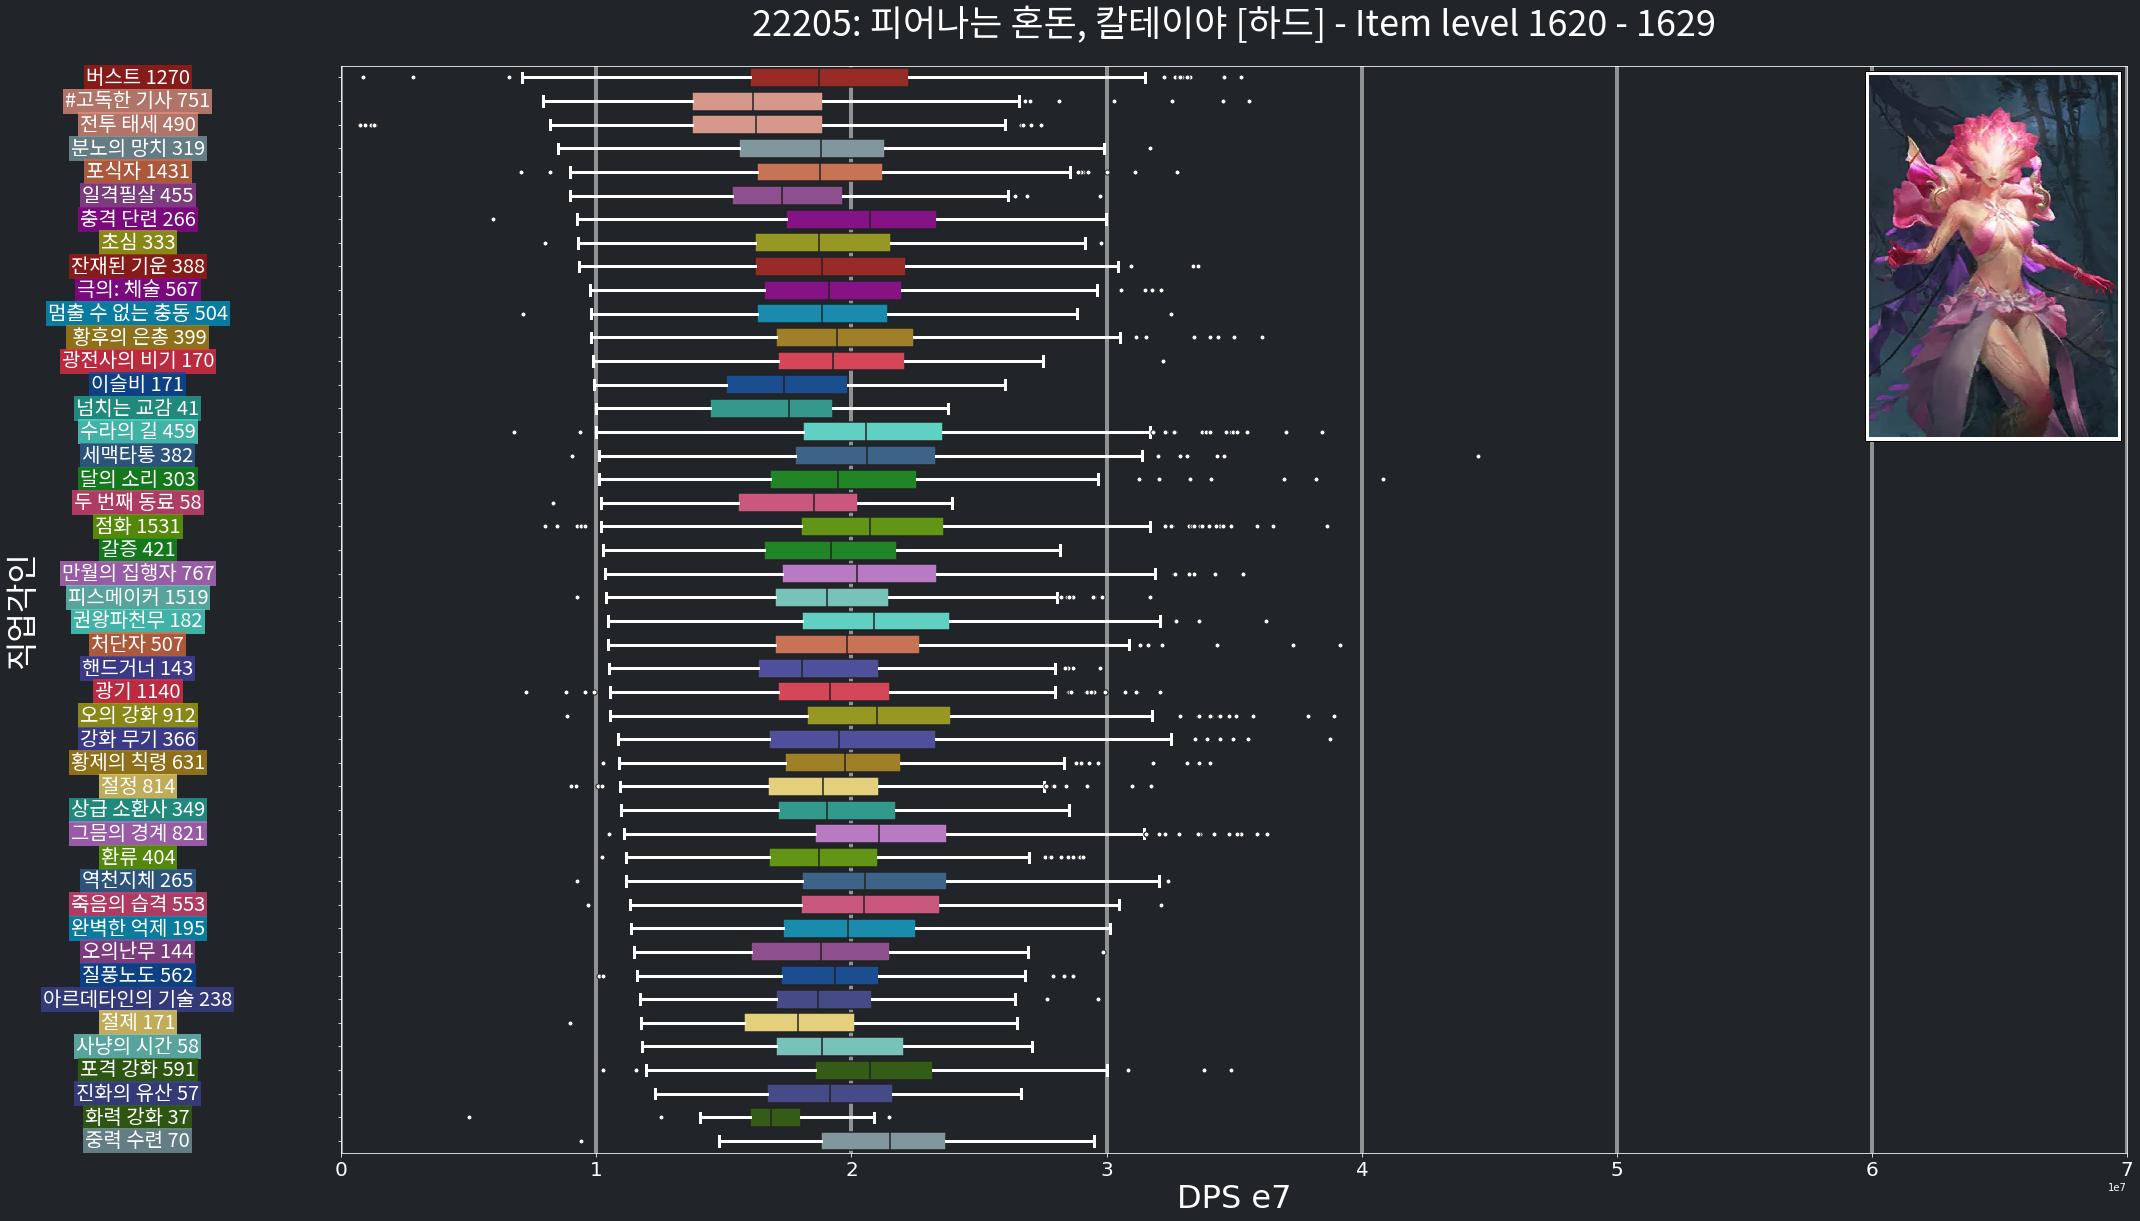 22205: 피어나는 혼돈, 칼테이야 [하드] - Item level 1620 - 1629
버스트 1270
#고독한 기사 751
전투 태세 490
분노의 망치 319
포식자 1431
일격필살 455
충격 단련 266
초심 333
잔재된 기운 388
극의: 체술 567
멈출 수 없는 충동 504
황후의 은총 399
광전사의 비기 170
이슬비 171
넘치는 교감 41
수라의 길 459
세맥타통 382
달의 소리 303
두 번째 동료 58
점화 1531
갈증 421
만월의 집행자 767
피스메이커 1519
권왕파천무 182
처단자 507
핸드거너 143
광기 1140
오의 강화 912
강화 무기 366
황제의 칙령 631
절정 814
상급 소환사 349
그믐의 경계 821
환류 404
역천지체 265
죽음의 습격 553
완벽한 억제 195
오의난무 144
질풍노도 562
아르데타인의 기술 238
절제 171
사냥의 시간 58
포격 강화 591
진화의 유산 57
화력 강화 37
중력 수련 70
직업각인
0 1 2 3 4 5 6 7
DPS e7
1e7